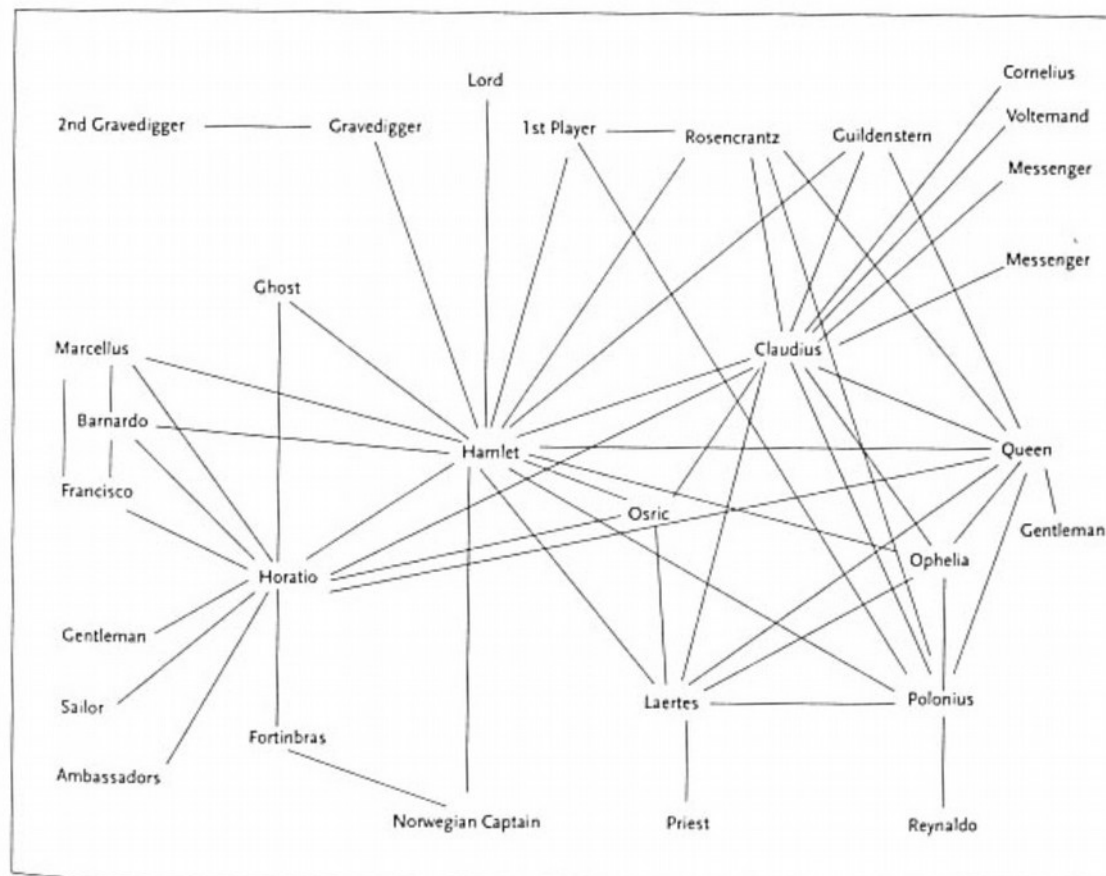 Cornelius
Lord
Voltemand
2nd Gravedigger
Gravedigger
1st Player
Rosencrantz
Guildenstern
Messenger
Messenger
Ghost
Marcellus
Claudius
Barnardo
Hamlet
Queen
Francisco
Osric
Gentleman
Ophelia
Horatio
Gentleman
Laertes
Polonius
Sailor
Fortinbras
Ambassadors
Norwegian Captain
Priest
Reynaldo